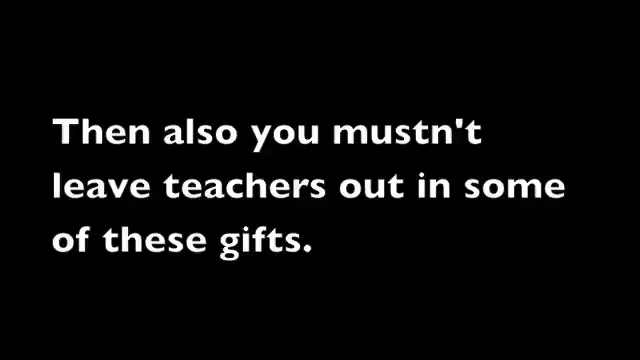 Then also you mustn't
leave teachers out in some
of these gifts.